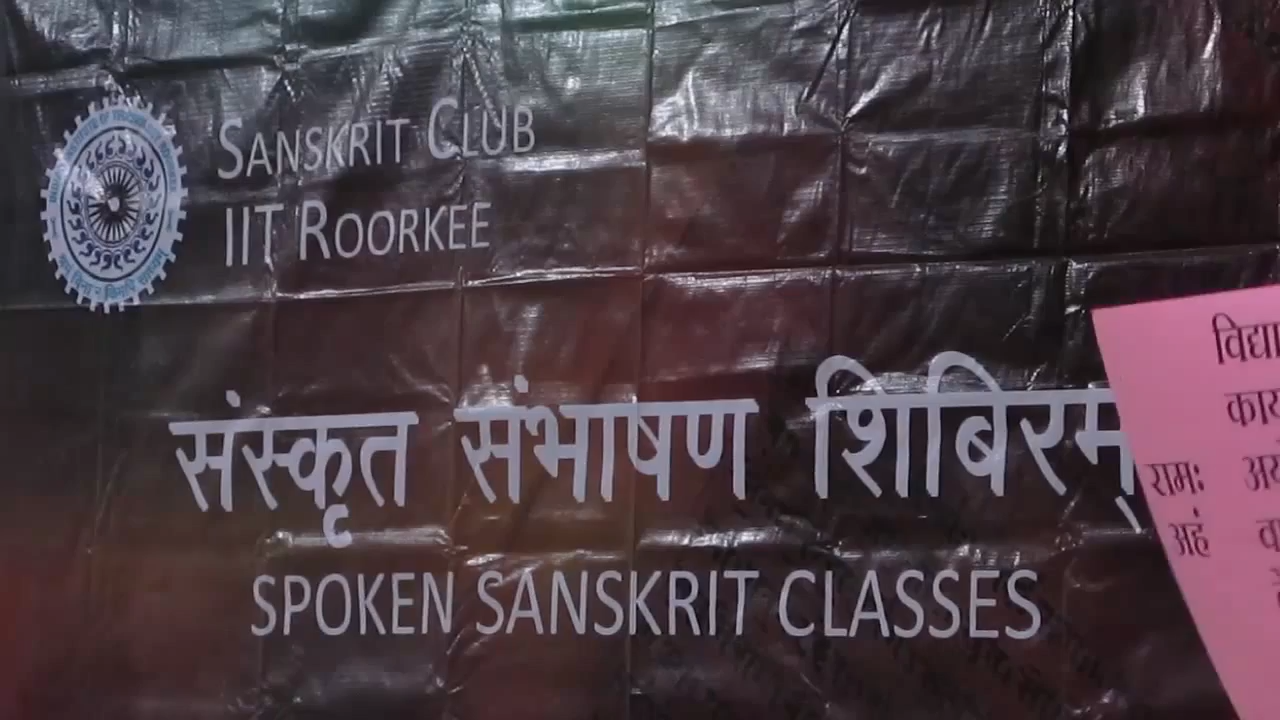 SANSKRIT CLUB
IIT ROORKEE
संस्कृत संभाषण शिबिरम्
SPOKEN SANSKRIT CLASSES
रामः
अहं